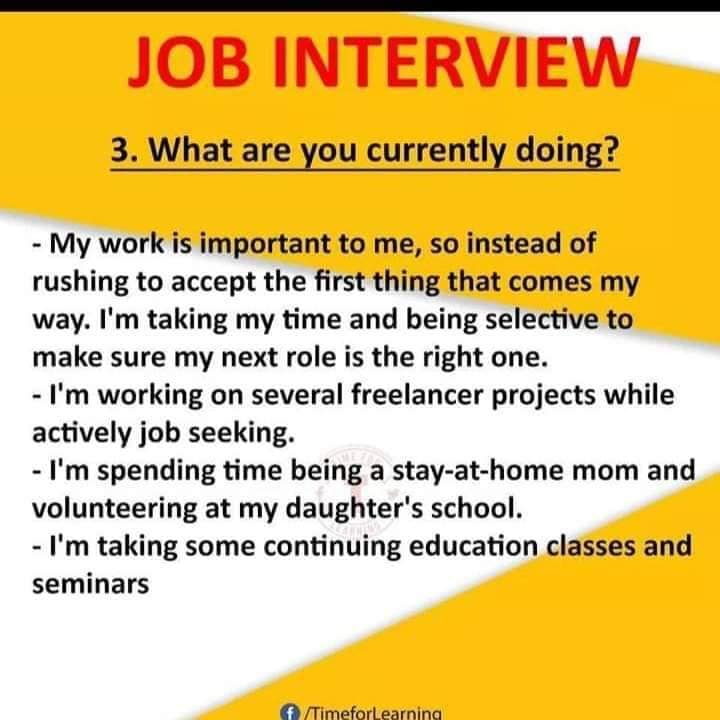 JOB INTERVIEW
3. What are you currently doing?
- My work is important to me, so instead of
rushing to accept the first thing that comes my
way. I'm taking my time and being selective to
make sure my next role is the right one.
- I'm working on several freelancer projects while
actively job seeking.
- I'm spending time being a stay-at-home mom and
volunteering at my daughter's school.
- I'm taking some continuing education classes and
seminars
/TimeforLearning